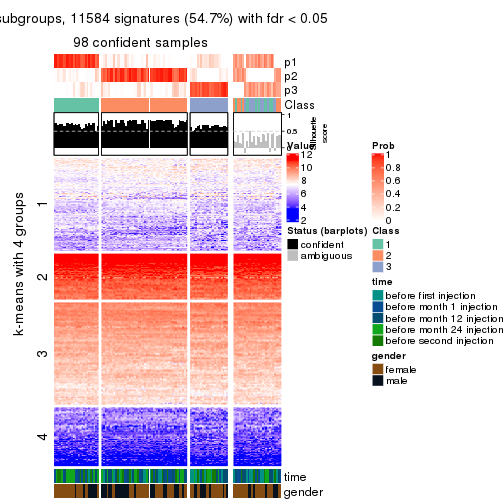 subgroups, 11584 signatures (54.7%) with fdr < 0.05
98 confident samples
p1
p2
p3
Class
1
0.5
0
Silhouette
score
k-means with 4 groups
1
2
3
4
time
gender
Value
12
10
8
6
4
2
Prob
1
0.8
0.6
0.4
0.2
0
Status (barplots)
confident
ambiguous
Class
1
2
3
time
before first injection
before month 1 injection
before month 12 injection
before month 24 injection
before second injection
gender
female
male